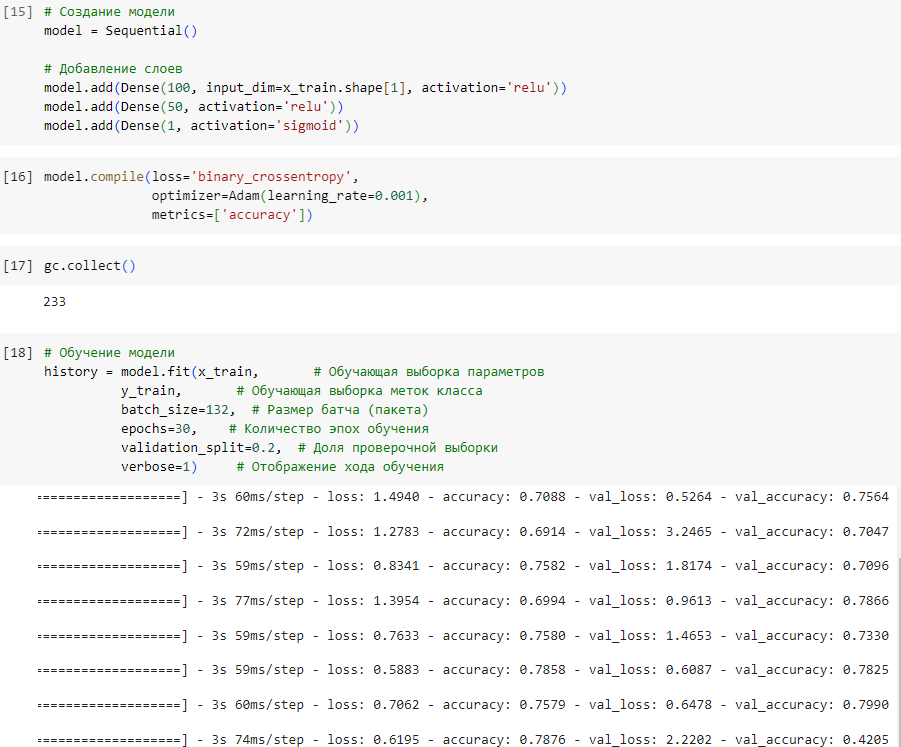 [15] # Создание модели
model = Sequential()
# Добавление слоев
model.add(Dense(100, input_dim=x_train.shape[1], activation='relu'))
model.add(Dense(50, activation='relu'))
model.add(Dense(1, activation='sigmoid'))
[16] model.compile(loss='binary_crossentropy',
optimizer=Adam(learning_rate=0.001),
metrics=['accuracy'])
[17] gc.collect()
233
[18] # Обучение модели
history = model.fit(x_train, # Обучающая выборка параметров
y_train, # Обучающая выборка меток класса
batch_size=132, # Размер батча (пакета)
epochs=30, # Количество эпох обучения
validation_split=0.2, # Доля проверочной выборки
verbose=1) # Отображение хода обучения
====================] - 3s 60ms/step - loss: 1.4940 - accuracy: 0.7088 - val_loss: 0.5264 - val_accuracy: 0.7564
====================] - 3s 72ms/step - loss: 1.2783 - accuracy: 0.6914 - val_loss: 3.2465 - val_accuracy: 0.7047
====================] - 3s 59ms/step - loss: 0.8341 - accuracy: 0.7582 - val_loss: 1.8174 - val_accuracy: 0.7096
====================] - 3s 77ms/step - loss: 1.3954 - accuracy: 0.6994 - val_loss: 0.9613 - val_accuracy: 0.7866
====================] - 3s 59ms/step - loss: 0.7633 - accuracy: 0.7580 - val_loss: 1.4653 - val_accuracy: 0.7330
====================] - 3s 59ms/step - loss: 0.5883 - accuracy: 0.7858 - val_loss: 0.6087 - val_accuracy: 0.7825
====================] - 3s 60ms/step - loss: 0.7062 - accuracy: 0.7579 - val_loss: 0.6478 - val_accuracy: 0.7990
====================] - 3s 74ms/step - loss: 0.6195 - accuracy: 0.7876 - val_loss: 2.2202 - val_accuracy: 0.4205